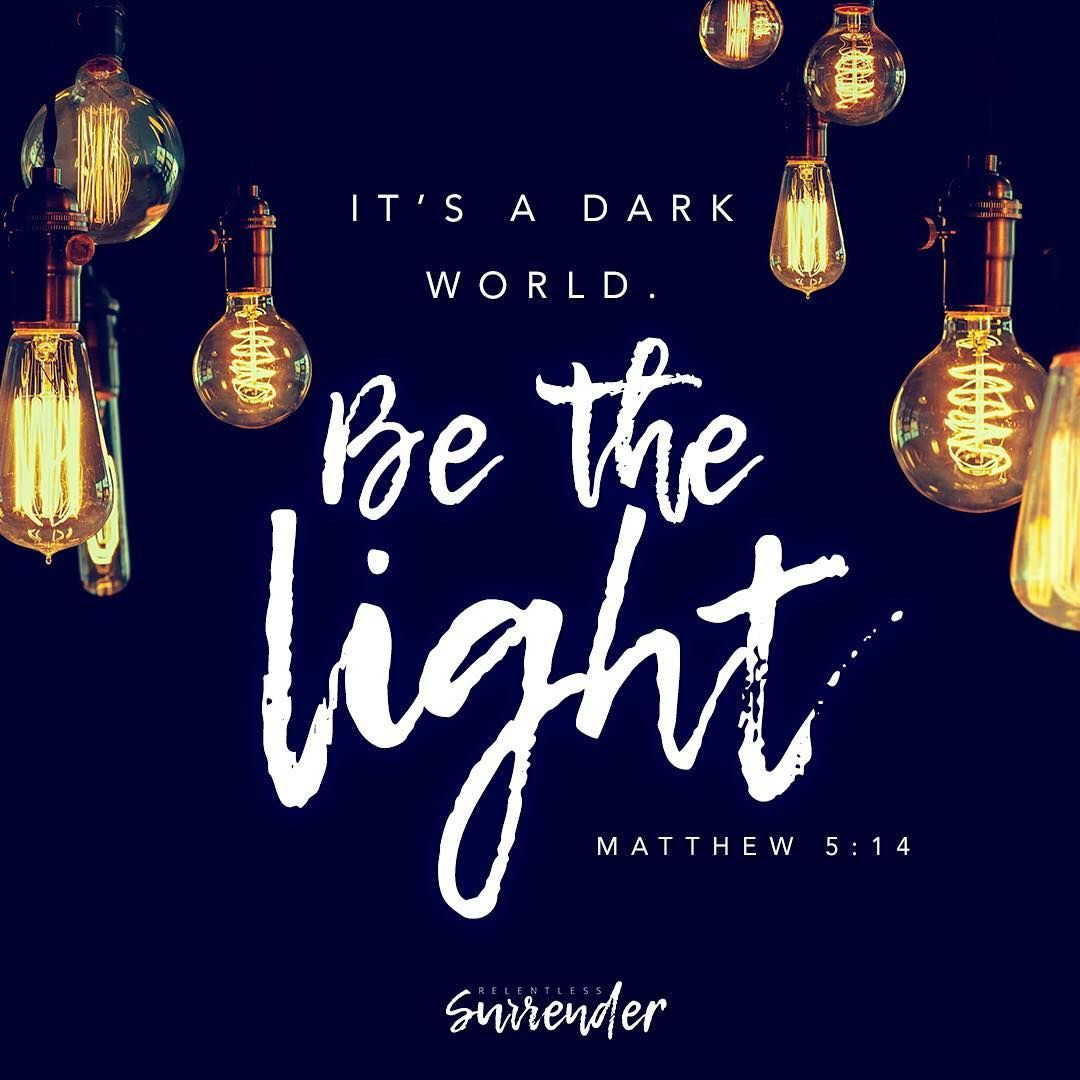 IT'S A DARK
WORLD.
Be the
light
MATTHEW 5:14
RELENTLESS
Surrender